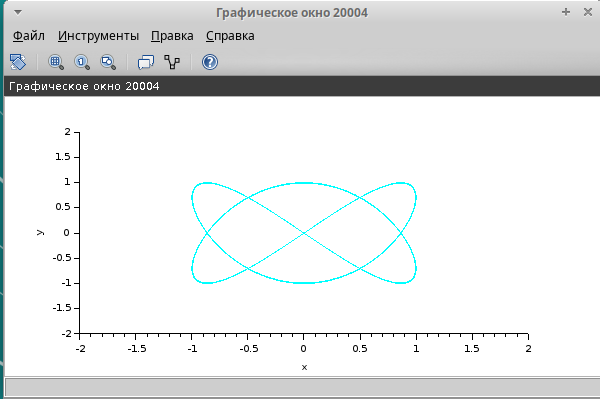 Графическое окно 20004
Файл Инструменты Правка Справка
Графическое окно 20004
2
1.5
1
0.5
y 0
-0.5
-1
-1.5
-2
-2 -1.5 -1 -0.5 0 0.5 1 1.5 2
x